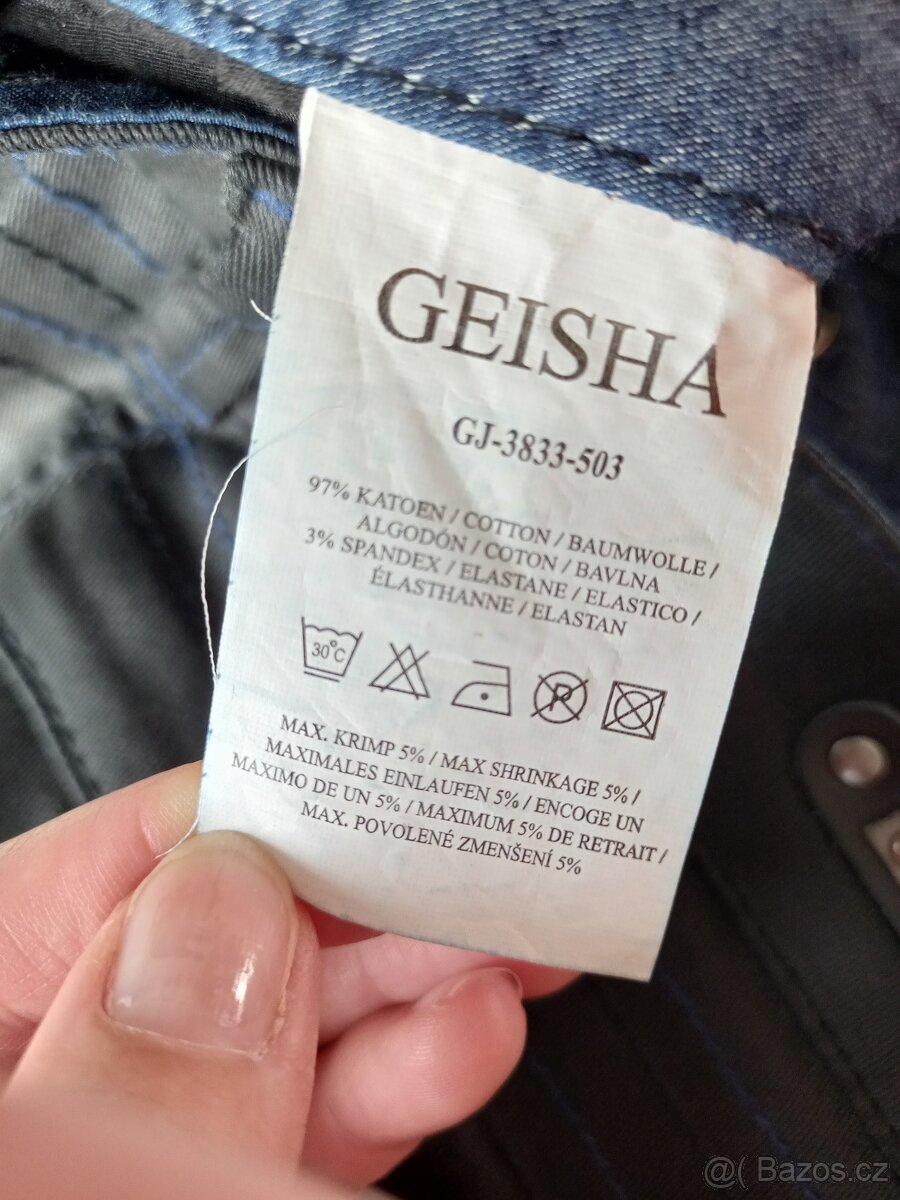 GEISHA
GJ-3833-503
97% KATOEN / COTTON / BAUMWOLLE /
ALGODÓN / COTON / BAVLNA
3% SPANDEX / ELASTANE / ELASTICO /
ÉLASTHANNE / ELASTAN
30°C
P
MAX. KRIMP 5% / MAX SHRINKAGE 5% /
MAXIMALES EINLAUFEN 5% / ENCOGE UN
MAXIMO DE UN 5% / MAXIMUM 5% DE RETRAIT /
MAX. POVOLENÉ ZMENŠENÍ 5%
@( Bazos.cz